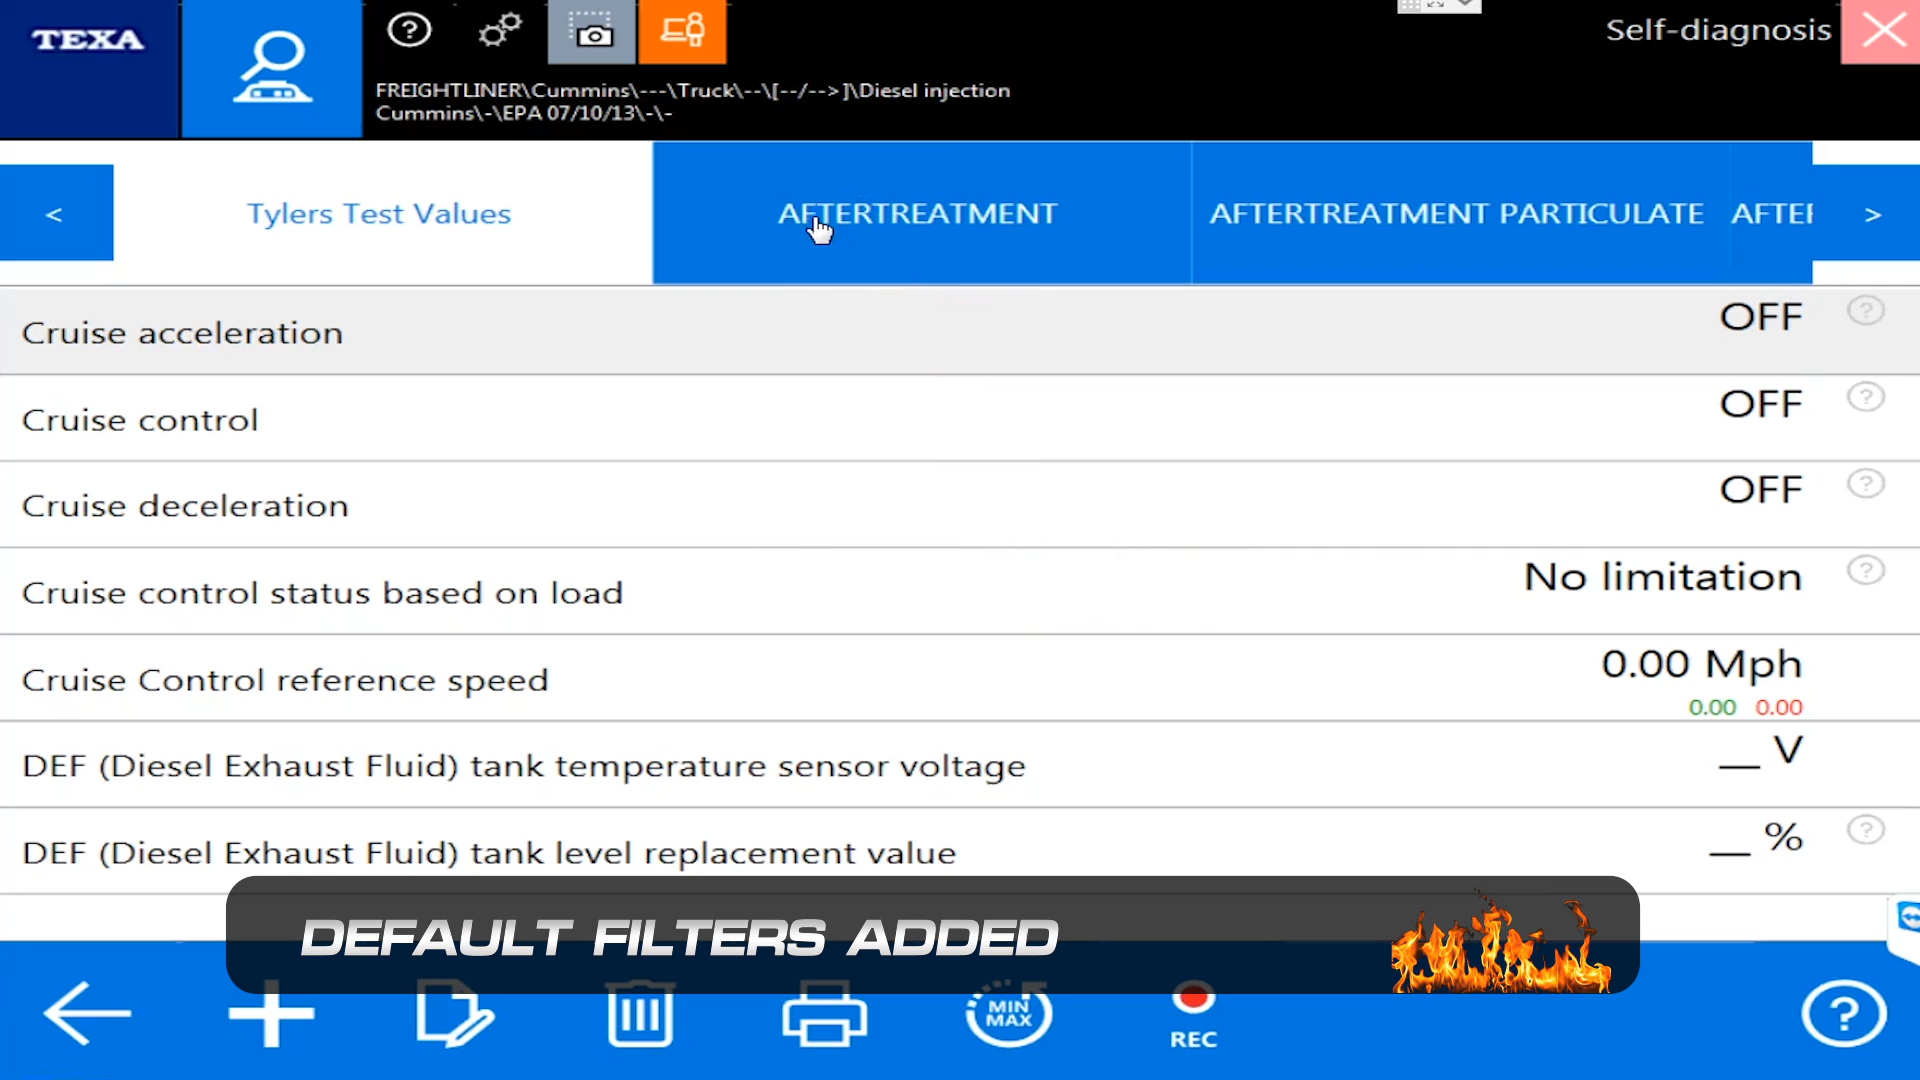 TEXA
Self-diagnosis
FREIGHTLINER\Cummins\---\Truck\--\[--/-->]\Diesel injection
Cummins\-\EPA 07/10/13\-\-
< Tylers Test Values AFTERTREATMENT AFTERTREATMENT PARTICULATE AFTER >
Cruise acceleration OFF ?
Cruise control OFF ?
Cruise deceleration OFF ?
Cruise control status based on load No limitation ?
Cruise Control reference speed 0.00 Mph
0.00 0.00
DEF (Diesel Exhaust Fluid) tank temperature sensor voltage __ V
DEF (Diesel Exhaust Fluid) tank level replacement value __ % ?
DEFAULT FILTERS ADDED
MIN
MAX
REC
?